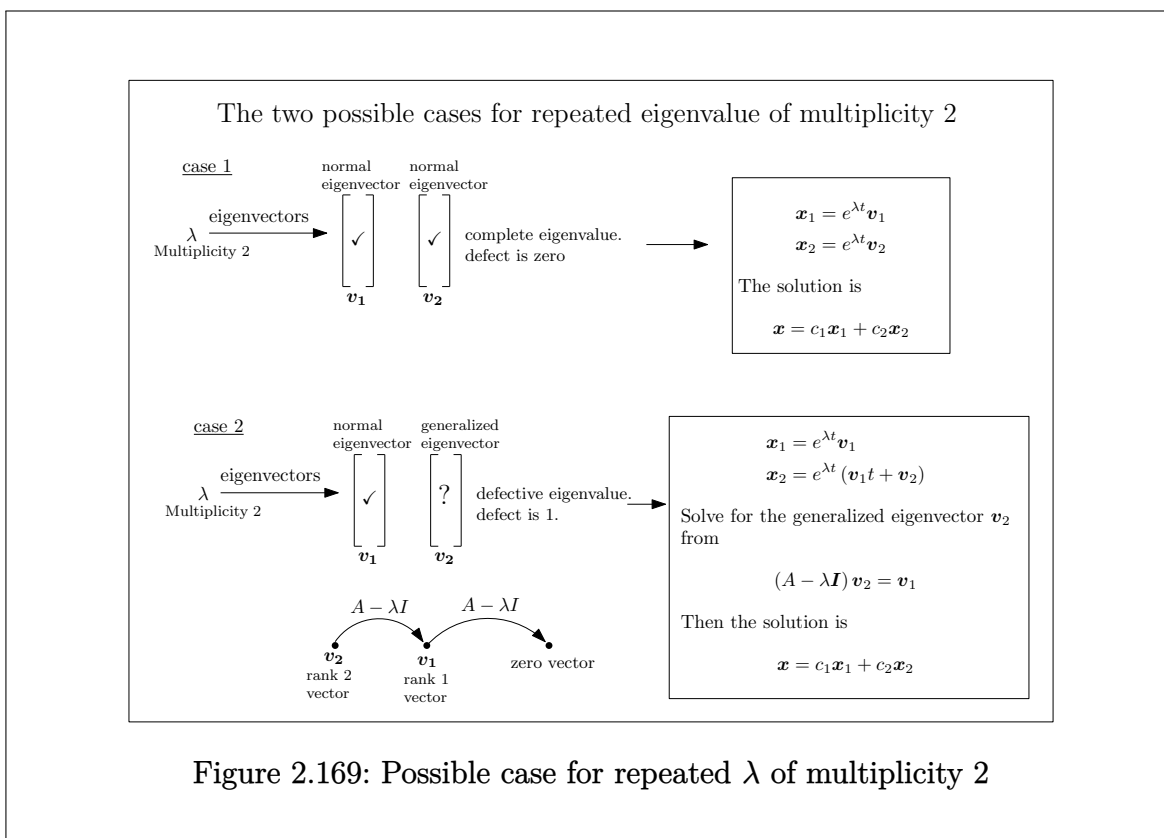 The two possible cases for repeated eigenvalue of multiplicity 2
case 1
normal
eigenvector
normal
eigenvector
eigenvectors
λ
Multiplicity 2
✓
✓
v₁
v₂
complete eigenvalue.
defect is zero
x₁ = e^{λt} v₁
x₂ = e^{λt} v₂
The solution is
x = c₁x₁ + c₂x₂
case 2
normal
eigenvector
generalized
eigenvector
eigenvectors
λ
Multiplicity 2
✓
?
v₁
v₂
defective eigenvalue.
defect is 1.
x₁ = e^{λt} v₁
x₂ = e^{λt} (v₁t + v₂)
Solve for the generalized eigenvector v₂
from
(A − λI) v₂ = v₁
Then the solution is
x = c₁x₁ + c₂x₂
A − λI
A − λI
v₂
rank 2
vector
v₁
rank 1
vector
zero vector
Figure 2.169: Possible case for repeated λ of multiplicity 2